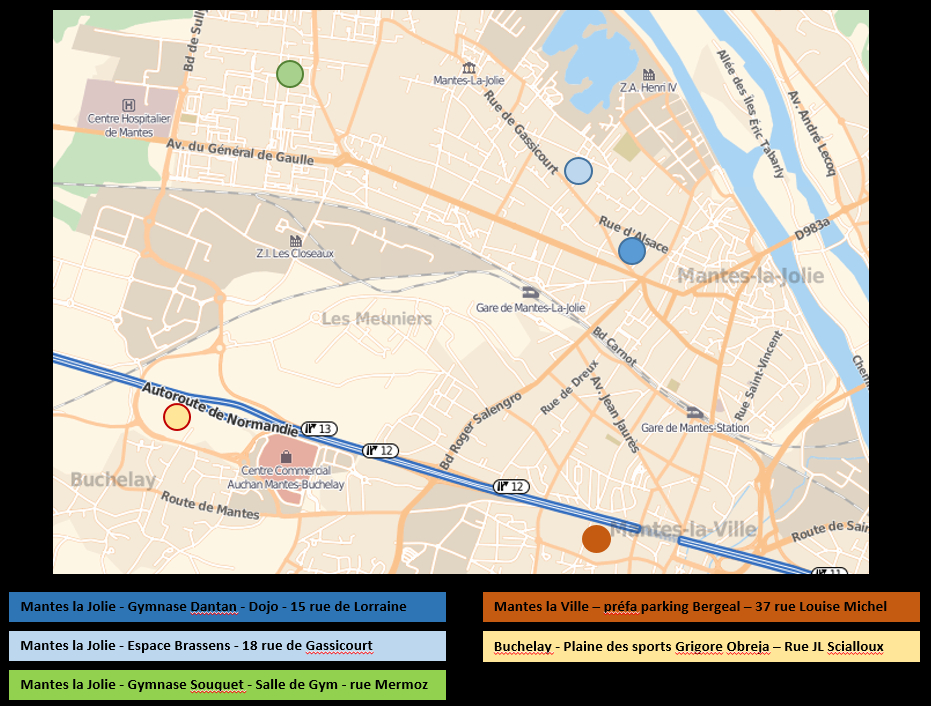 Bd de Sully
Mantes-La-Jolie
Z.A. Henri IV
Allée des îles Éric Tabarly
Av. André Lecoq
Centre Hospitalier
de Mantes
Rue de Gassicourt
Av. du Général de Gaulle
Rue d'Alsace
D983a
Z.I. Les Closeaux
Mantes-la-Jolie
Gare de Mantes-La-Jolie
Les Meuniers
Bd Carnot
Rue de Dreux
Av. Jean Jaurès
Rue Saint-Vincent
Autoroute de Normandie
13
Bd Roger Salengro
Gare de Mantes-Station
12
Centre Commercial
Auchan Mantes-Buchelay
Buchelay
12
Route de Mantes
Mantes-la-Ville
Route de Sain
11
Mantes la Jolie - Gymnase Dantan - Dojo - 15 rue de Lorraine
Mantes la Ville – préfa parking Bergeal – 37 rue Louise Michel
Mantes la Jolie - Espace Brassens - 18 rue de Gassicourt
Buchelay - Plaine des sports Grigore Obreja – Rue JL Scialloux
Mantes la Jolie - Gymnase Souquet - Salle de Gym - rue Mermoz